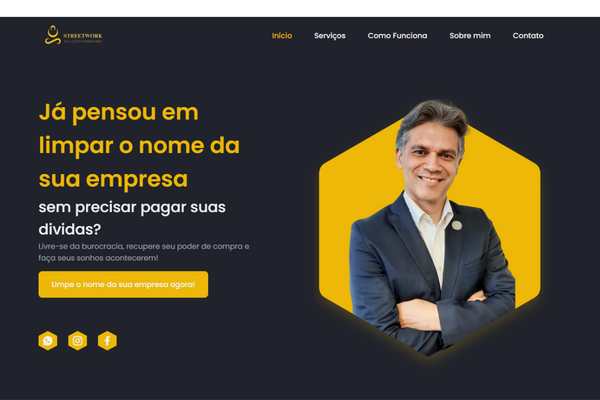 STREETWORK
Início Serviços Como Funciona Sobre mim Contato
Já pensou em
limpar o nome da
sua empresa
sem precisar pagar suas
dividas?
Livre-se da burocracia, recupere seu poder de compra e
faça seus sonhos acontecerem!
Limpe o nome da sua empresa agora!